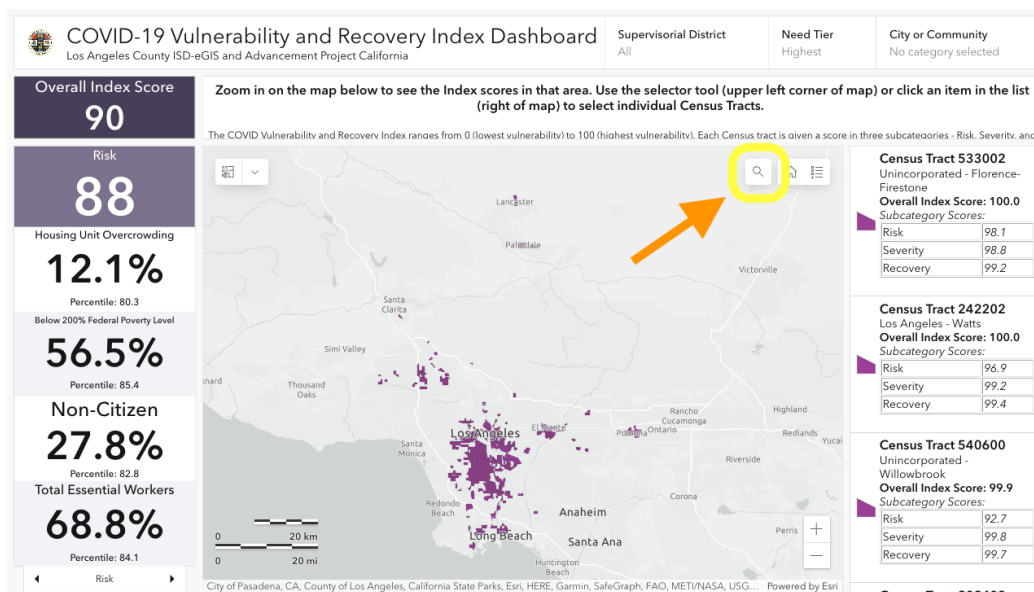 COVID-19 Vulnerability and Recovery Index Dashboard
Los Angeles County ISD-eGIS and Advancement Project California
Supervisorial District
All
Need Tier
Highest
City or Community
No category selected
Overall Index Score
90
Risk
88
Housing Unit Overcrowding
12.1%
Percentile: 80.3
Below 200% Federal Poverty Level
56.5%
Percentile: 85.4
Non-Citizen
27.8%
Percentile: 82.8
Total Essential Workers
68.8%
Percentile: 84.1
Risk
Zoom in on the map below to see the Index scores in that area. Use the selector tool (upper left corner of map) or click an item in the list
(right of map) to select individual Census Tracts.
The COVID Vulnerability and Recovery Index ranges from 0 (lowest vulnerability) to 100 (highest vulnerability). Each Census tract is given a score in three subcategories - Risk, Severity, and
Lancaster
Palmdale
Victorville
Santa
Clarita
Simi Valley
nard
Thousand
Oaks
Los Angeles
El Monte
Pomona
Ontario
Rancho
Cucamonga
Highland
Redlands
Yucai
Santa
Monica
Riverside
Redondo
Beach
Corona
Anaheim
Perris
Long Beach
Santa Ana
Huntington
Beach
0 20 km
0 20 mi
City of Pasadena, CA, County of Los Angeles, California State Parks, Esri, HERE, Garmin, SafeGraph, FAO, METI/NASA, USG...
Powered by Esri
Census Tract 533002
Unincorporated - Florence-
Firestone
Overall Index Score: 100.0
Subcategory Scores:
Risk 98.1
Severity 98.8
Recovery 99.2
Census Tract 242202
Los Angeles - Watts
Overall Index Score: 100.0
Subcategory Scores:
Risk 96.9
Severity 99.2
Recovery 99.4
Census Tract 540600
Unincorporated -
Willowbrook
Overall Index Score: 99.9
Subcategory Scores:
Risk 92.7
Severity 99.8
Recovery 99.7